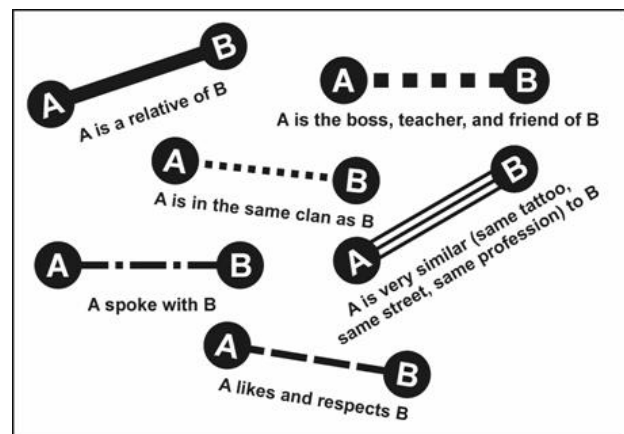 A B
A is a relative of B
A B
A is the boss, teacher, and friend of B
A B
A is in the same clan as B
A B
A is very similar (same tattoo,
same street, same profession) to B
A B
A spoke with B
A B
A likes and respects B